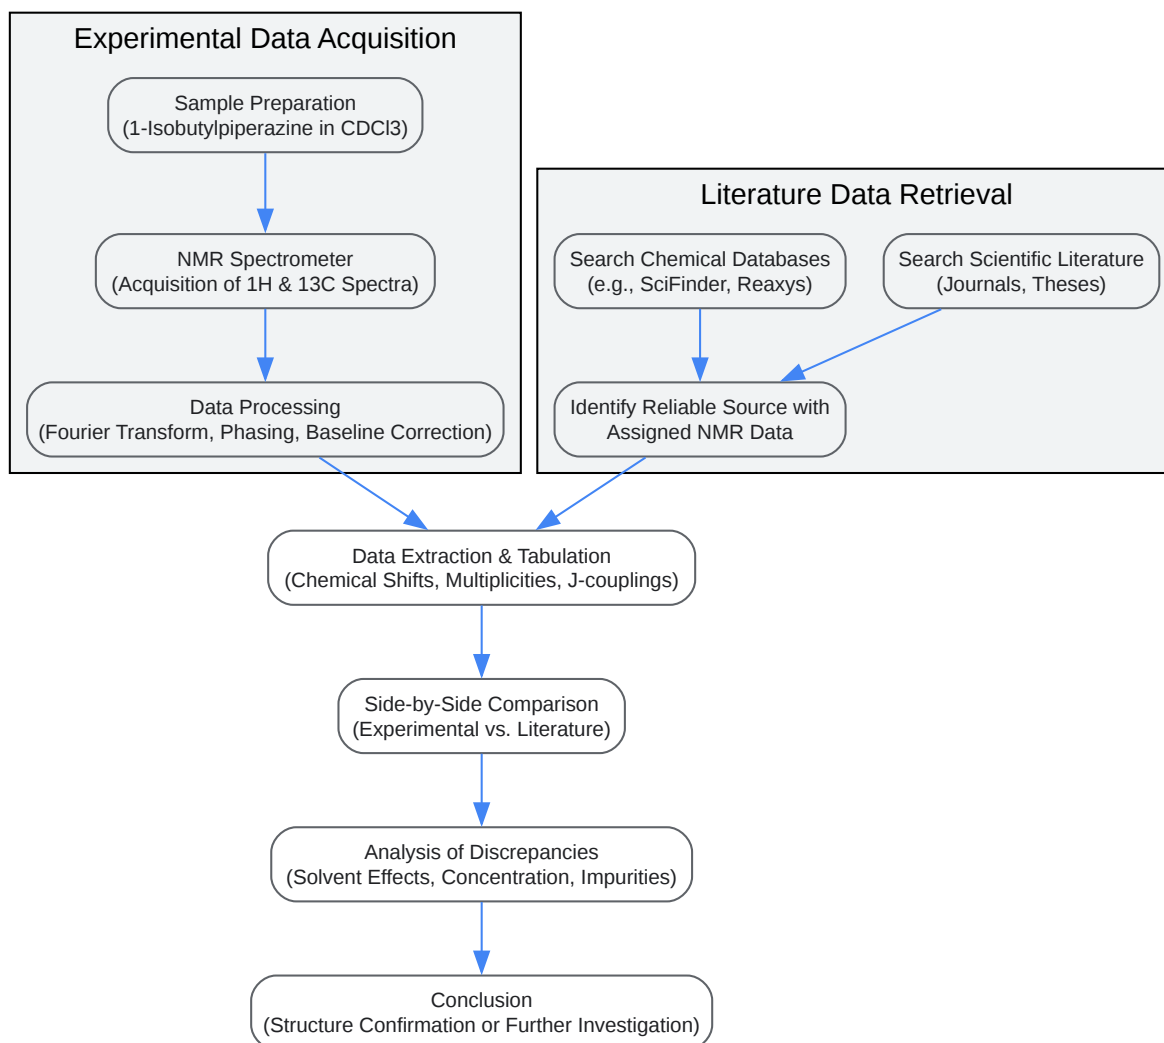 Experimental Data Acquisition
Sample Preparation
(1-Isobutylpiperazine in CDCl3)
NMR Spectrometer
(Acquisition of 1H & 13C Spectra)
Data Processing
(Fourier Transform, Phasing, Baseline Correction)
Literature Data Retrieval
Search Chemical Databases
(e.g., SciFinder, Reaxys)
Search Scientific Literature
(Journals, Theses)
Identify Reliable Source with
Assigned NMR Data
Data Extraction & Tabulation
(Chemical Shifts, Multiplicities, J-couplings)
Side-by-Side Comparison
(Experimental vs. Literature)
Analysis of Discrepancies
(Solvent Effects, Concentration, Impurities)
Conclusion
(Structure Confirmation or Further Investigation)